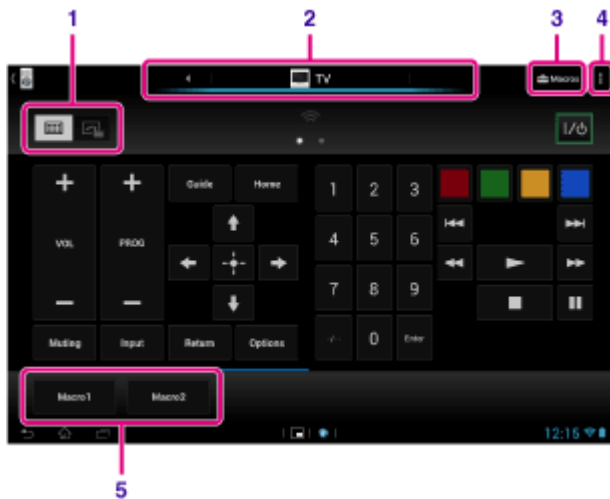 1 2 3 4
TV Macros
I/
+ + Guide Home 1 2 3
VOL PROG 4 5 6
− − 7 8 9
Muting Input Return Options -/-- 0 Enter
Macro1 Macro2
12:15
5